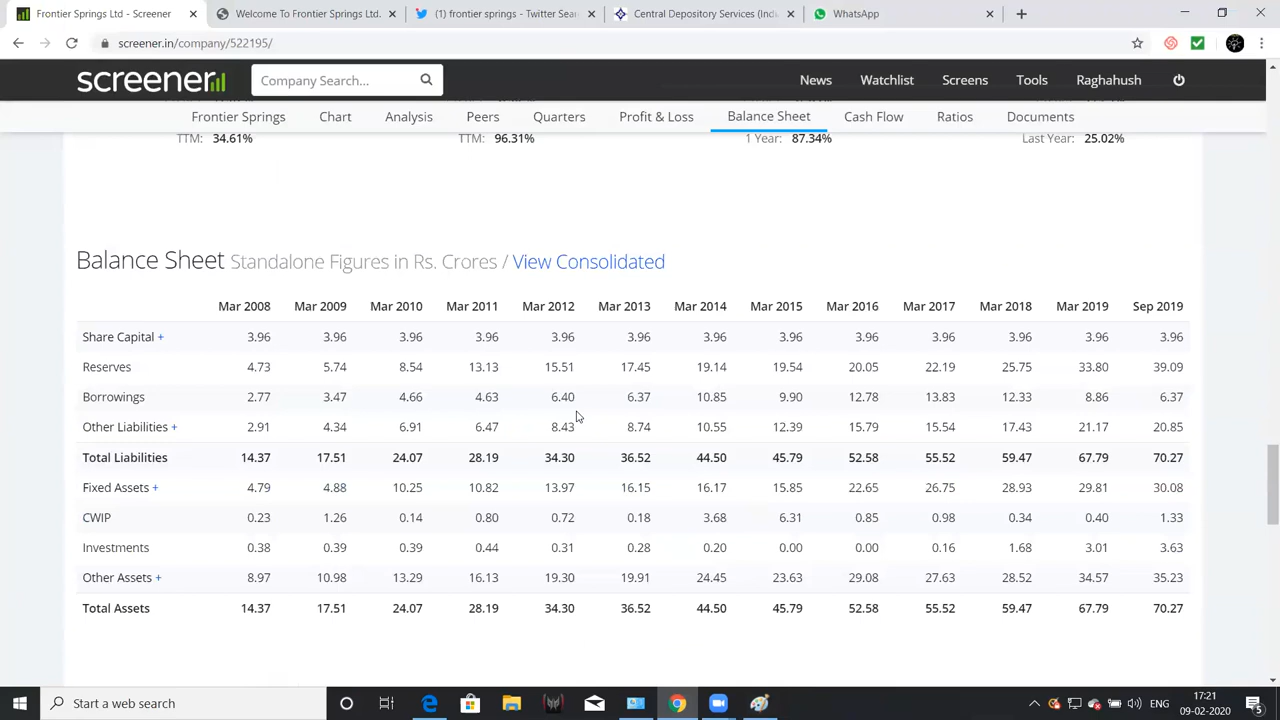 Frontier Springs Ltd - Screener
Welcome To Frontier Springs Ltd.
(1) frontier springs - Twitter Sear
Central Depository Services (Indi
WhatsApp
screener.in/company/522195/
screener
Company Search...
News Watchlist Screens Tools Raghahush
Frontier Springs Chart Analysis Peers Quarters Profit & Loss Balance Sheet Cash Flow Ratios Documents
TTM: 34.61% TTM: 96.31% 1 Year: 87.34% Last Year: 25.02%
Balance Sheet Standalone Figures in Rs. Crores / View Consolidated
Mar 2008 Mar 2009 Mar 2010 Mar 2011 Mar 2012 Mar 2013 Mar 2014 Mar 2015 Mar 2016 Mar 2017 Mar 2018 Mar 2019 Sep 2019
Share Capital + 3.96 3.96 3.96 3.96 3.96 3.96 3.96 3.96 3.96 3.96 3.96 3.96 3.96
Reserves 4.73 5.74 8.54 13.13 15.51 17.45 19.14 19.54 20.05 22.19 25.75 33.80 39.09
Borrowings 2.77 3.47 4.66 4.63 6.40 6.37 10.85 9.90 12.78 13.83 12.33 8.86 6.37
Other Liabilities + 2.91 4.34 6.91 6.47 8.43 8.74 10.55 12.39 15.79 15.54 17.43 21.17 20.85
Total Liabilities 14.37 17.51 24.07 28.19 34.30 36.52 44.50 45.79 52.58 55.52 59.47 67.79 70.27
Fixed Assets + 4.79 4.88 10.25 10.82 13.97 16.15 16.17 15.85 22.65 26.75 28.93 29.81 30.08
CWIP 0.23 1.26 0.14 0.80 0.72 0.18 3.68 6.31 0.85 0.98 0.34 0.40 1.33
Investments 0.38 0.39 0.39 0.44 0.31 0.28 0.20 0.00 0.00 0.16 1.68 3.01 3.63
Other Assets + 8.97 10.98 13.29 16.13 19.30 19.91 24.45 23.63 29.08 27.63 28.52 34.57 35.23
Total Assets 14.37 17.51 24.07 28.19 34.30 36.52 44.50 45.79 52.58 55.52 59.47 67.79 70.27
Start a web search
ENG
17:21
09-02-2020
5